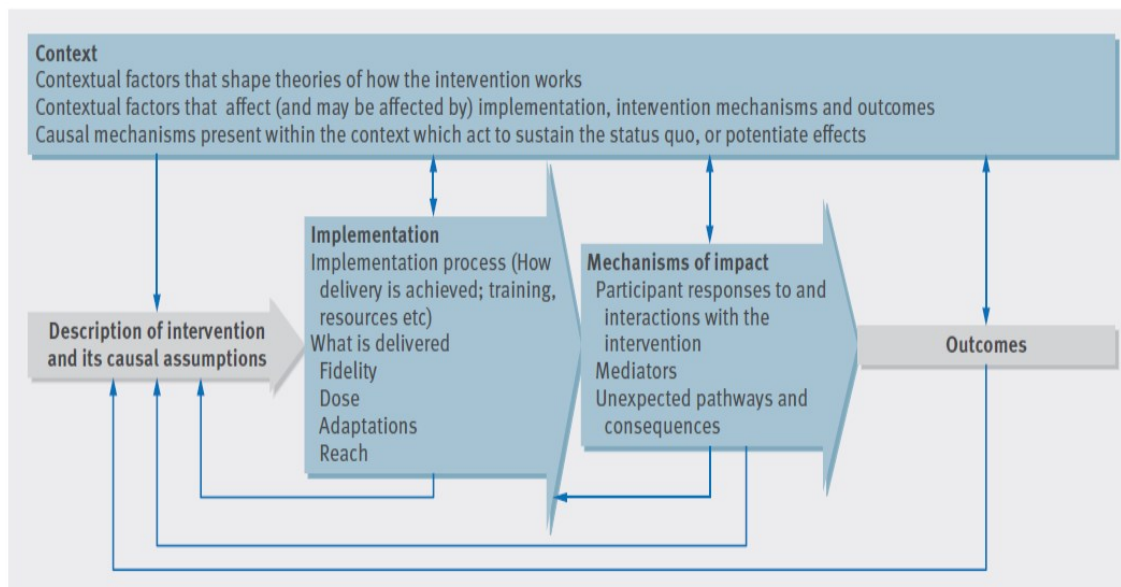 Context
Contextual factors that shape theories of how the intervention works
Contextual factors that affect (and may be affected by) implementation, intervention mechanisms and outcomes
Causal mechanisms present within the context which act to sustain the status quo, or potentiate effects
Description of intervention
and its causal assumptions
Implementation
Implementation process (How
delivery is achieved; training,
resources etc)
What is delivered
Fidelity
Dose
Adaptations
Reach
Mechanisms of impact
Participant responses to and
interactions with the
intervention
Mediators
Unexpected pathways and
consequences
Outcomes